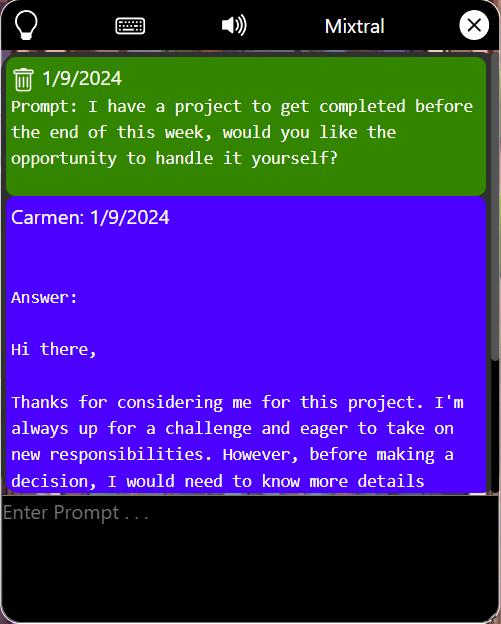 Mixtral
1/9/2024
Prompt: I have a project to get completed before
the end of this week, would you like the
opportunity to handle it yourself?
Carmen: 1/9/2024
Answer:
Hi there,
Thanks for considering me for this project. I'm
always up for a challenge and eager to take on
new responsibilities. However, before making a
decision, I would need to know more details
Enter Prompt . . .